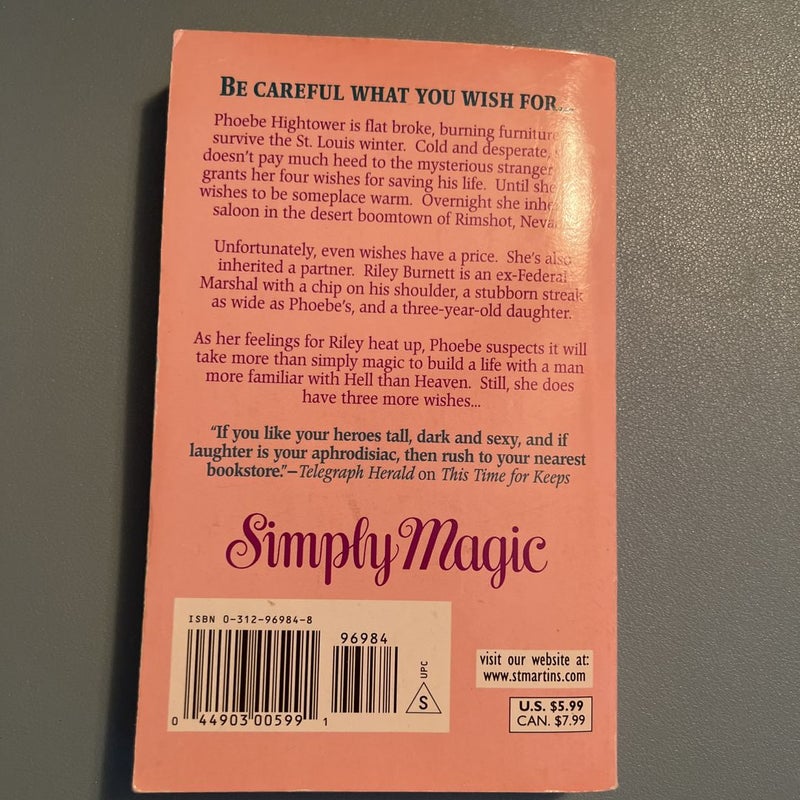 BE CAREFUL WHAT YOU WISH FOR...
Phoebe Hightower is flat broke, burning furniture
survive the St. Louis winter. Cold and desperate,
doesn't pay much heed to the mysterious stranger
grants her four wishes for saving his life. Until she
wishes to be someplace warm. Overnight she
saloon in the desert boomtown of Rimshot,
Unfortunately, even wishes have a price. She's also
inherited a partner. Riley Burnett is an ex-Federal
Marshal with a chip on his shoulder, a stubborn streak
as wide as Phoebe's, and a three-year-old daughter.
As her feelings for Riley heat up, Phoebe suspects it will
take more than simply magic to build a life with a man
more familiar with Hell than Heaven. Still, she does
have three more wishes...
"If you like your heroes tall, dark and sexy, and if
laughter is your aphrodisiac, then rush to your nearest
bookstore."—Telegraph Herald on This Time for Keeps
Simply Magic
ISBN 0-312-96984-8
96984
UPC
S
0 44903 00599 1
visit our website at:
www.stmartins.com
U.S. $5.99
CAN. $7.99